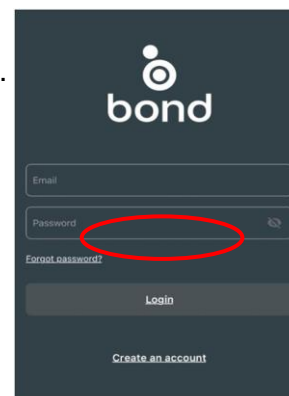 .
bond
Email
Password
Forgot password?
Login
Create an account